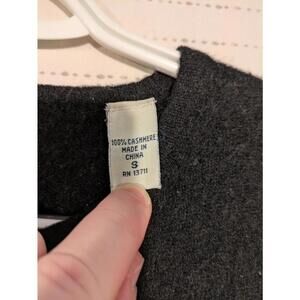 100% CASHMERE
MADE IN
CHINA
S
RN 13711